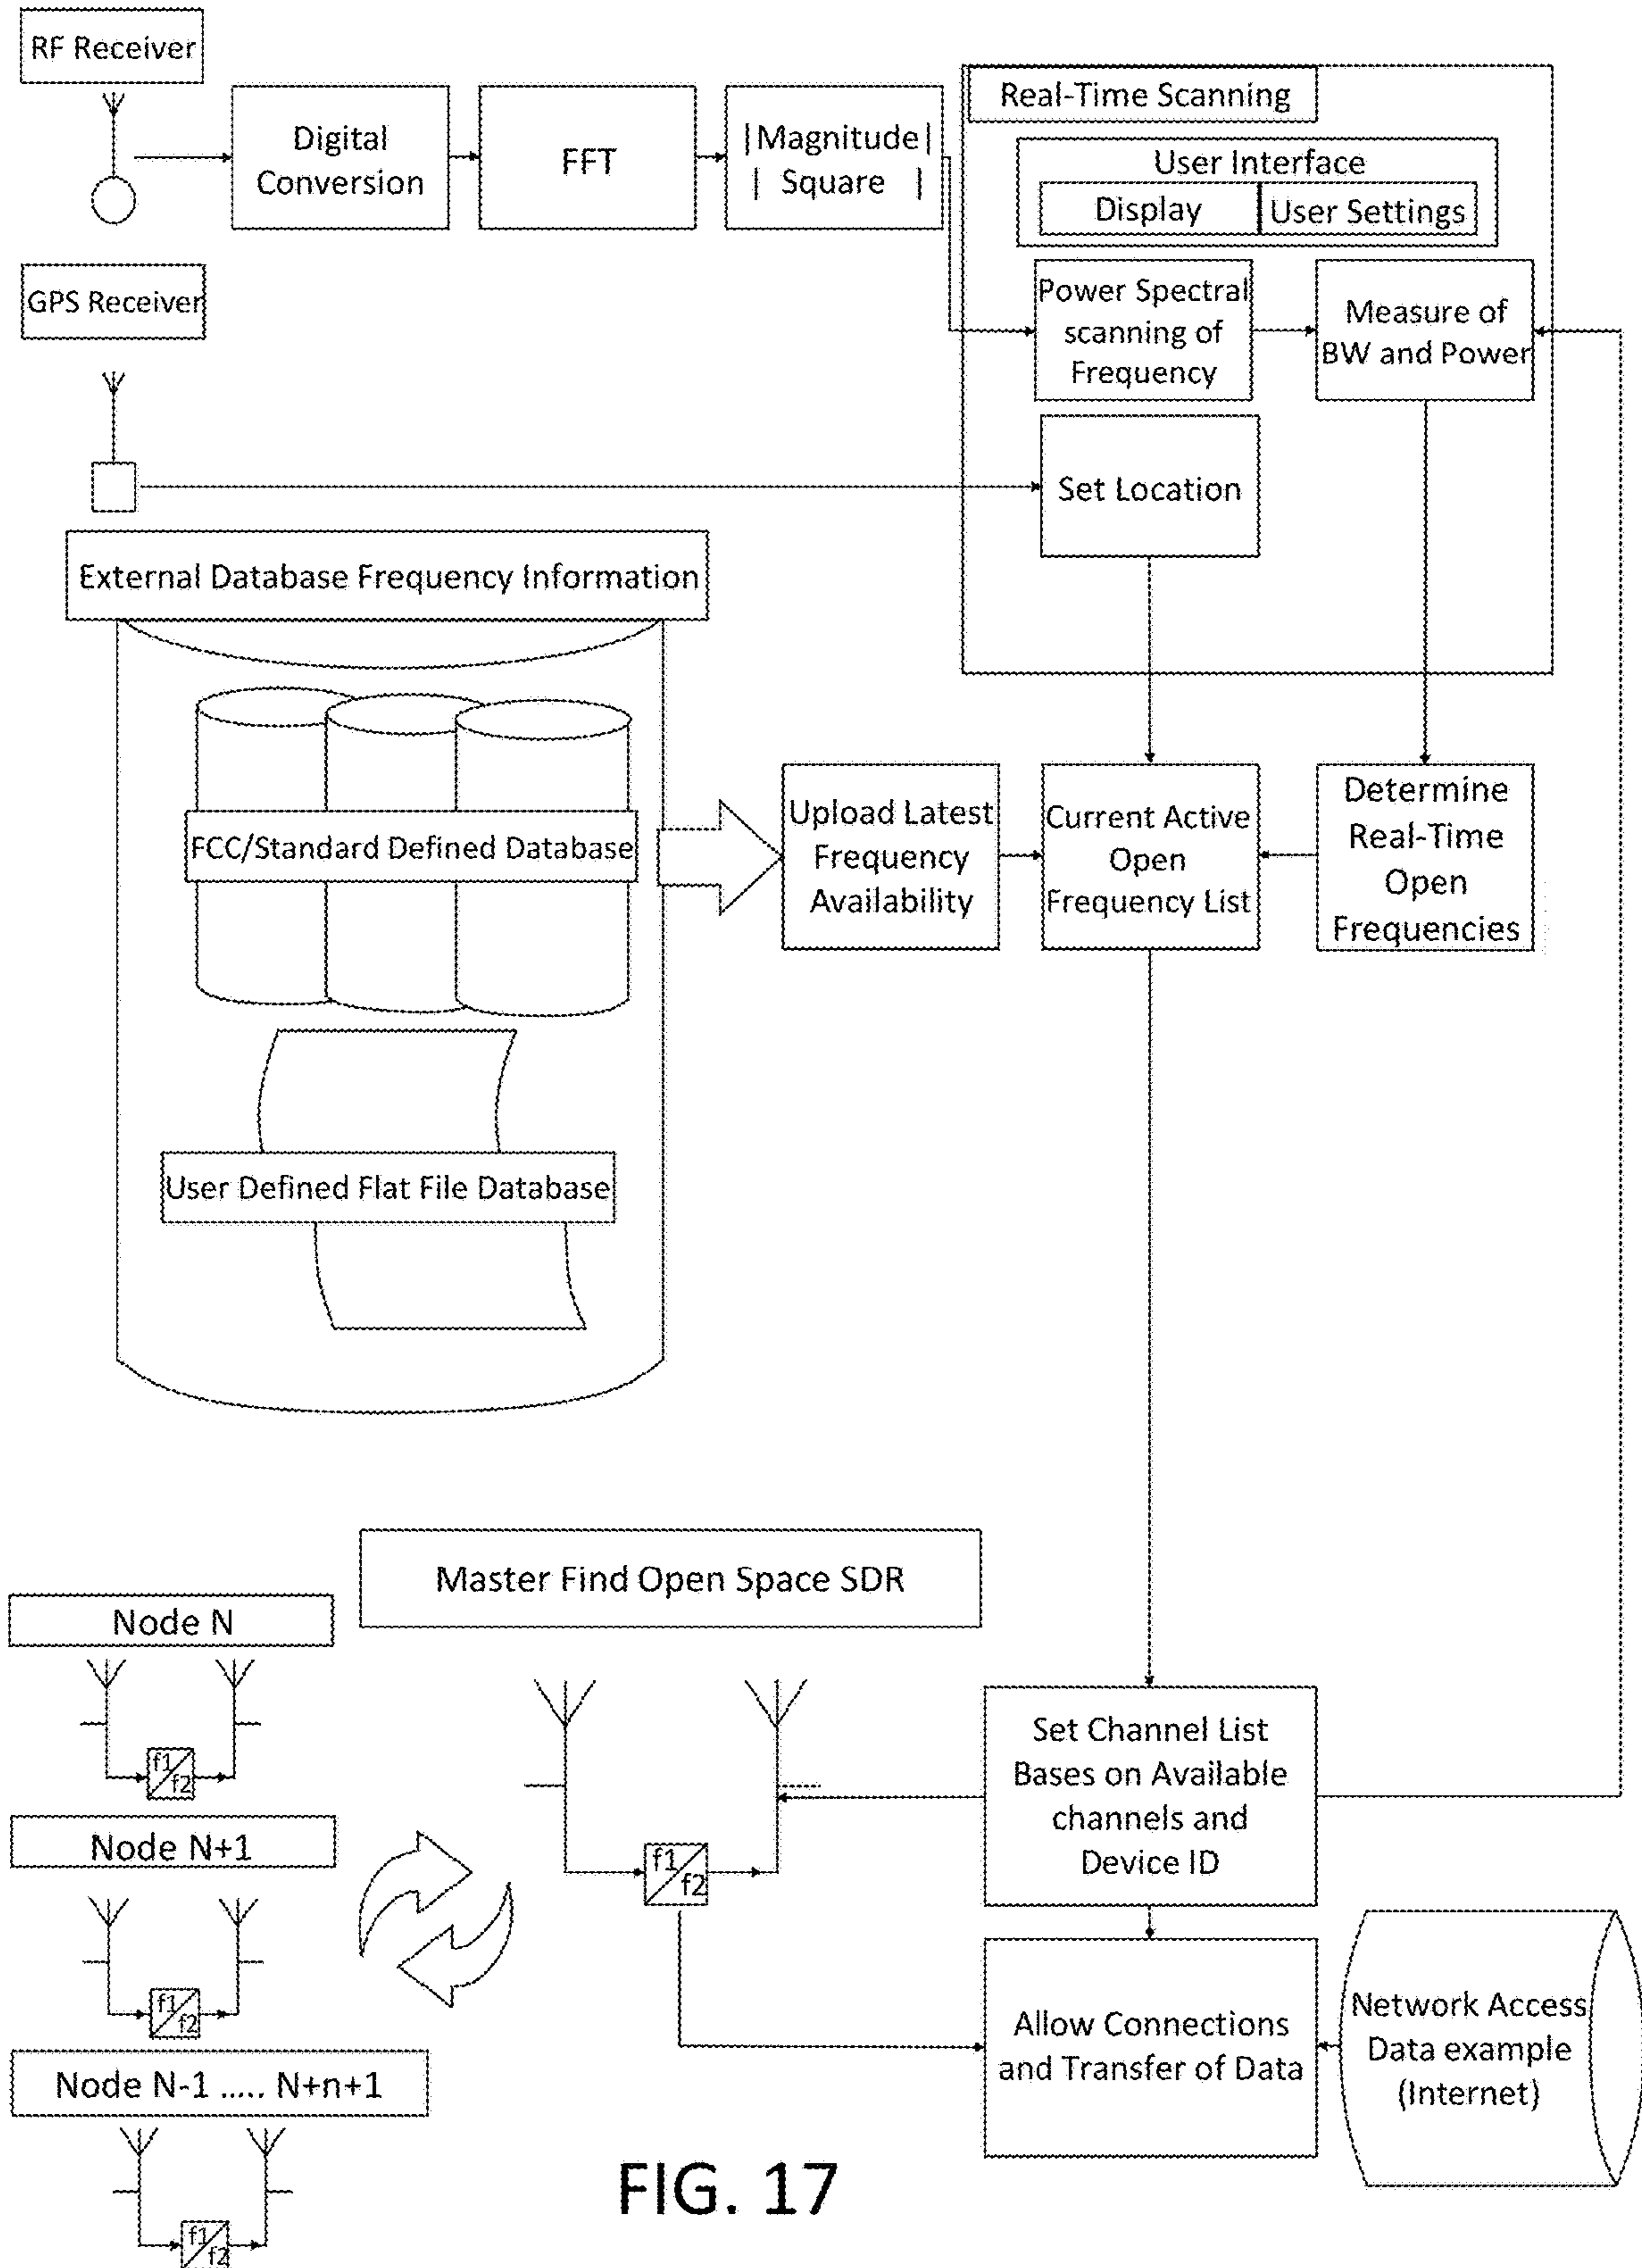 RF Receiver
Digital
Conversion
FFT
|Magnitude|
| Square |
Real-Time Scanning
User Interface
Display
User Settings
GPS Receiver
Power Spectral
scanning of
Frequency
Measure of
BW and Power
Set Location
External Database Frequency Information
FCC/Standard Defined Database
User Defined Flat File Database
Upload Latest
Frequency
Availability
Current Active
Open
Frequency List
Determine
Real-Time
Open
Frequencies
Master Find Open Space SDR
Node N
f1
f2
Node N+1
f1
f2
Node N-1 ..... N+n+1
f1
f2
f1
f2
Set Channel List
Bases on Available
channels and
Device ID
Allow Connections
and Transfer of Data
Network Access
Data example
(Internet)
FIG. 17